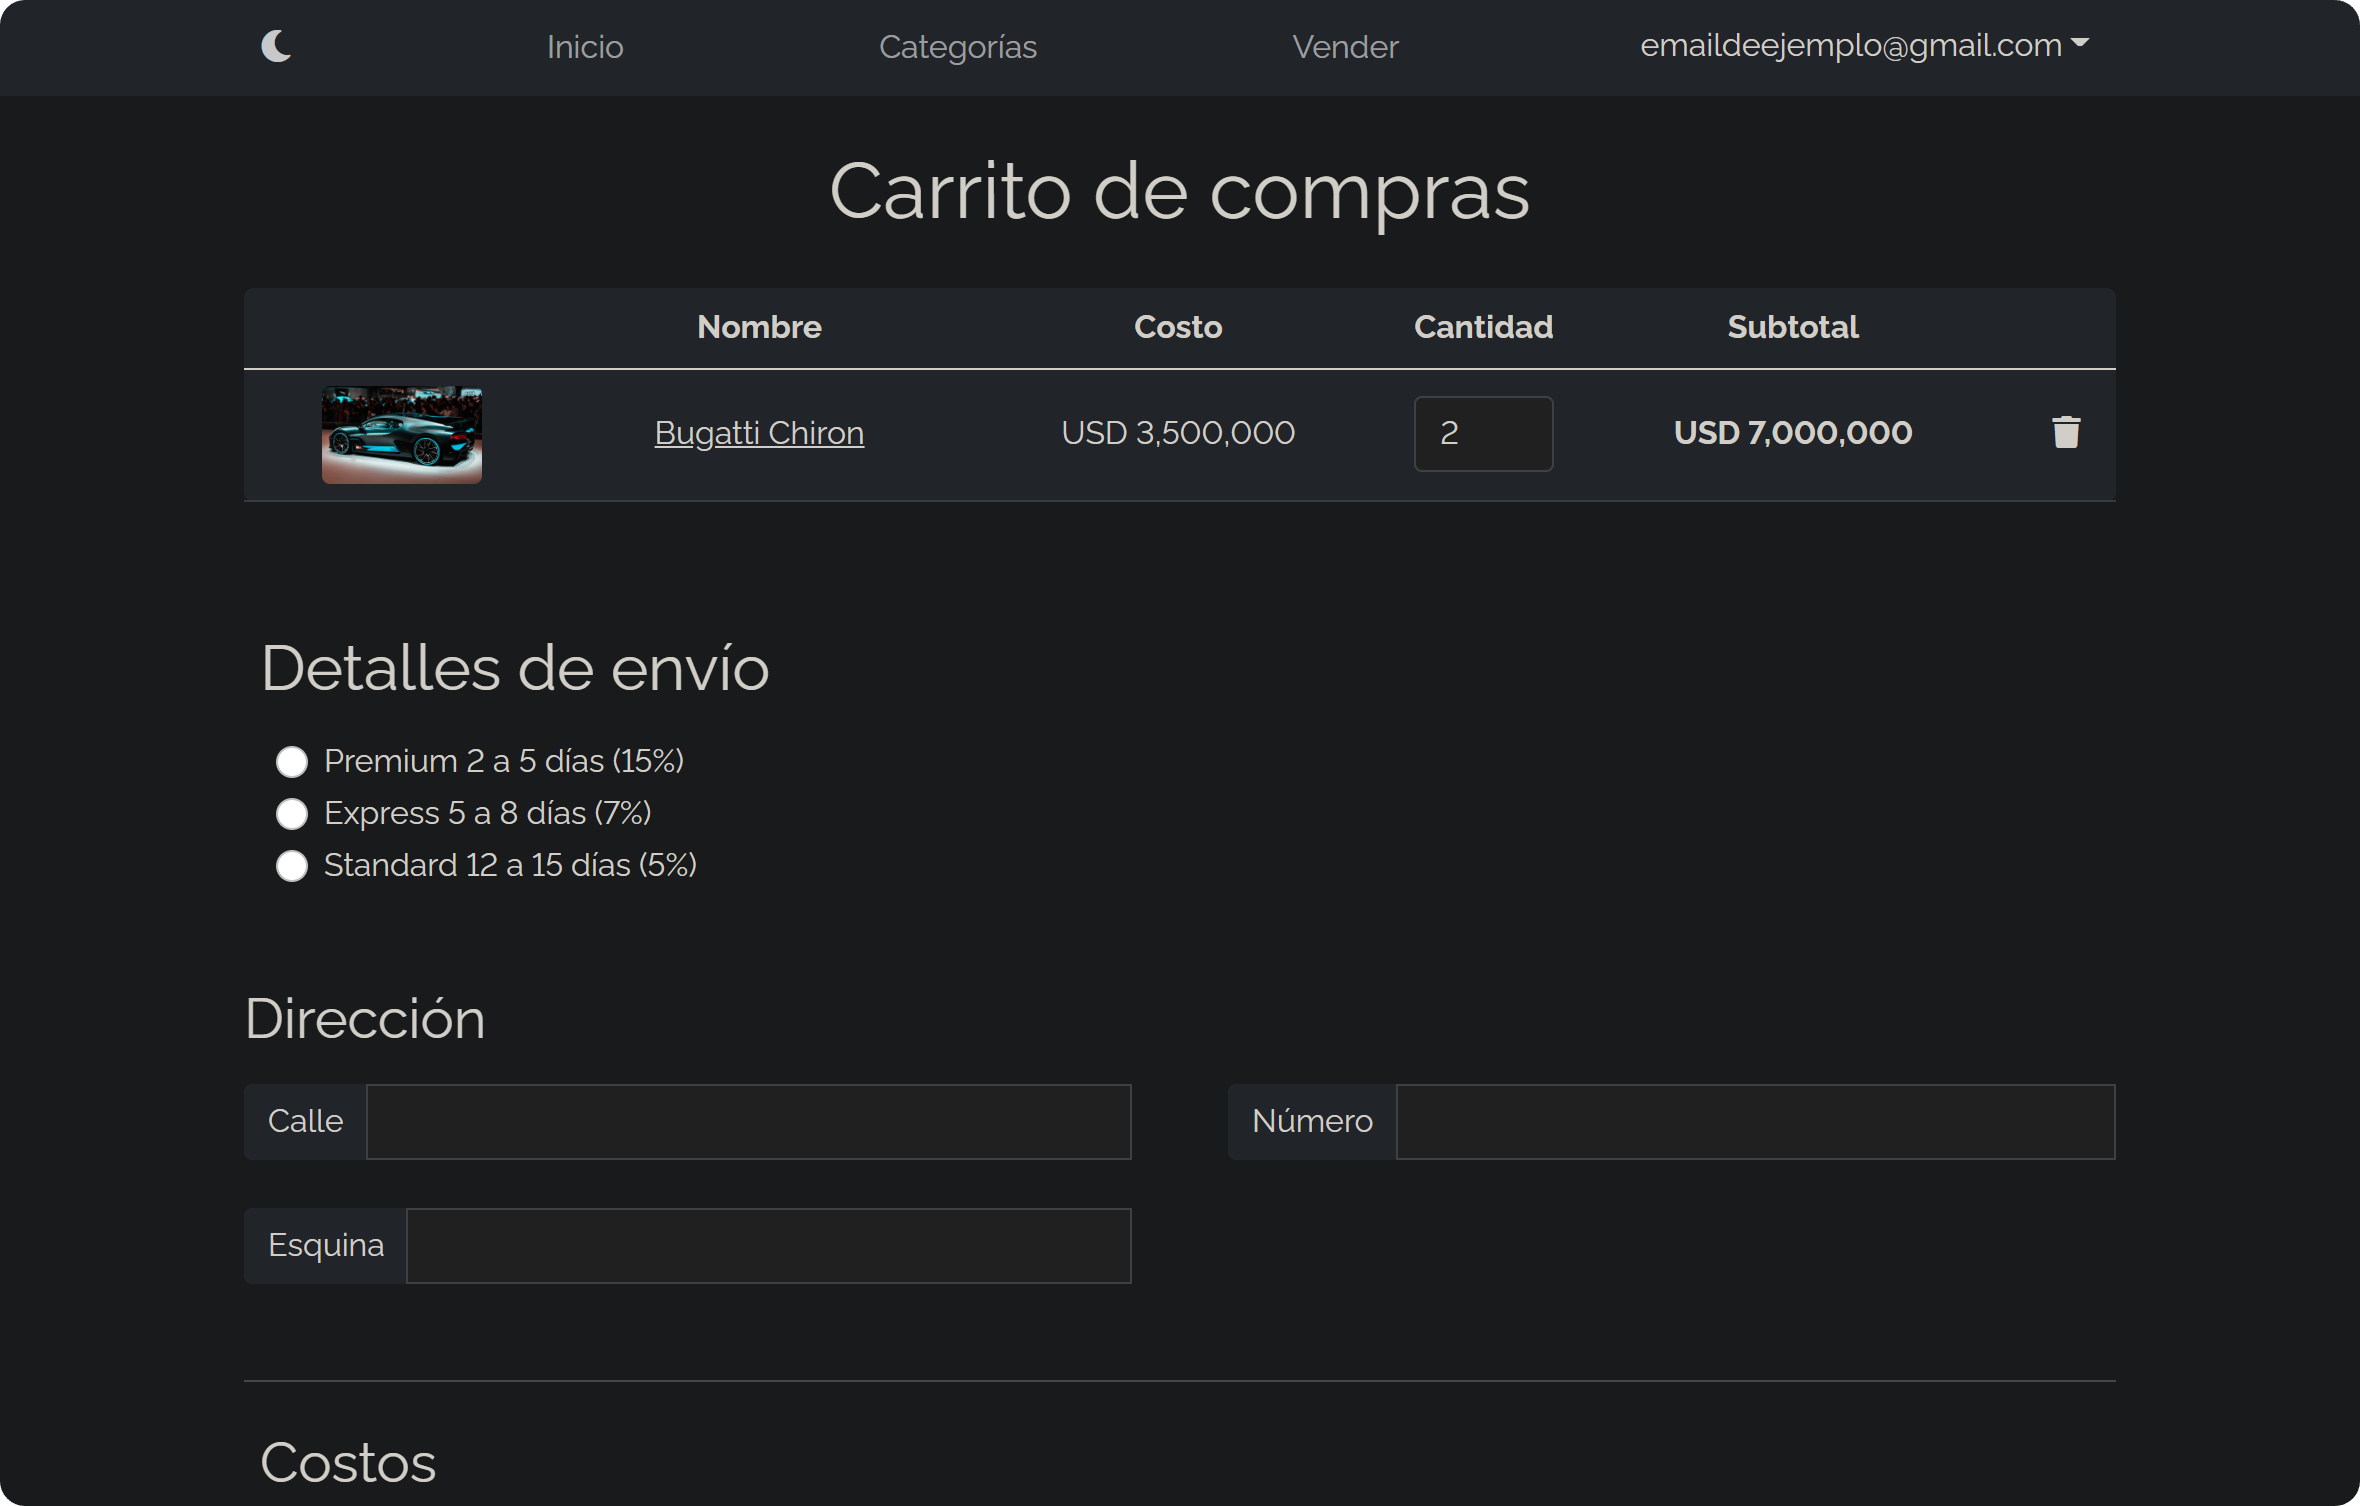 Inicio Categorías Vender emaildeejemplo@gmail.com
Carrito de compras
Nombre Costo Cantidad Subtotal
Bugatti Chiron USD 3,500,000 2 USD 7,000,000
Detalles de envío
Premium 2 a 5 días (15%)
Express 5 a 8 días (7%)
Standard 12 a 15 días (5%)
Dirección
Calle Número
Esquina
Costos